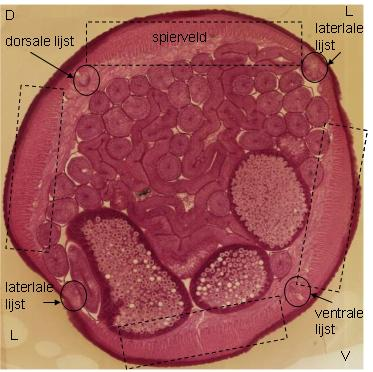 D
L
dorsale lijst
spierveld
laterlale
lijst
laterlale
lijst
L
ventrale
lijst
V